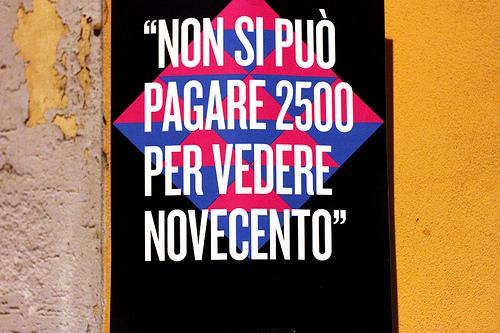 “NON SI PUÒ
PAGARE 2500
PER VEDERE
NOVECENTO”